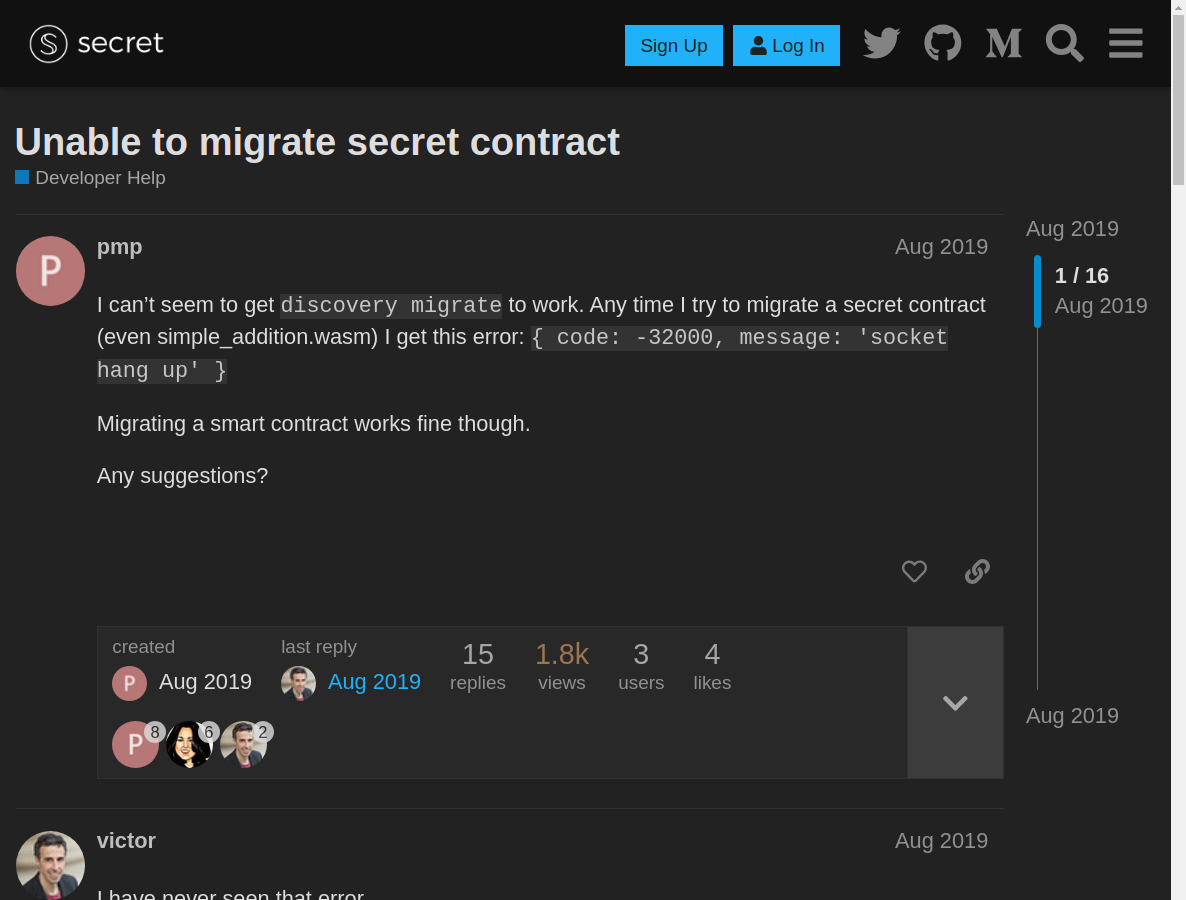 secret
Sign Up
Log In
Unable to migrate secret contract
Developer Help
pmp
Aug 2019
I can’t seem to get discovery migrate to work. Any time I try to migrate a secret contract
(even simple_addition.wasm) I get this error: { code: -32000, message: 'socket
hang up' }
Migrating a smart contract works fine though.
Any suggestions?
Aug 2019
1 / 16
Aug 2019
Aug 2019
created
P Aug 2019
last reply
Aug 2019
15
replies
1.8k
views
3
users
4
likes
P 8 6 2
victor
Aug 2019
I have never seen that error